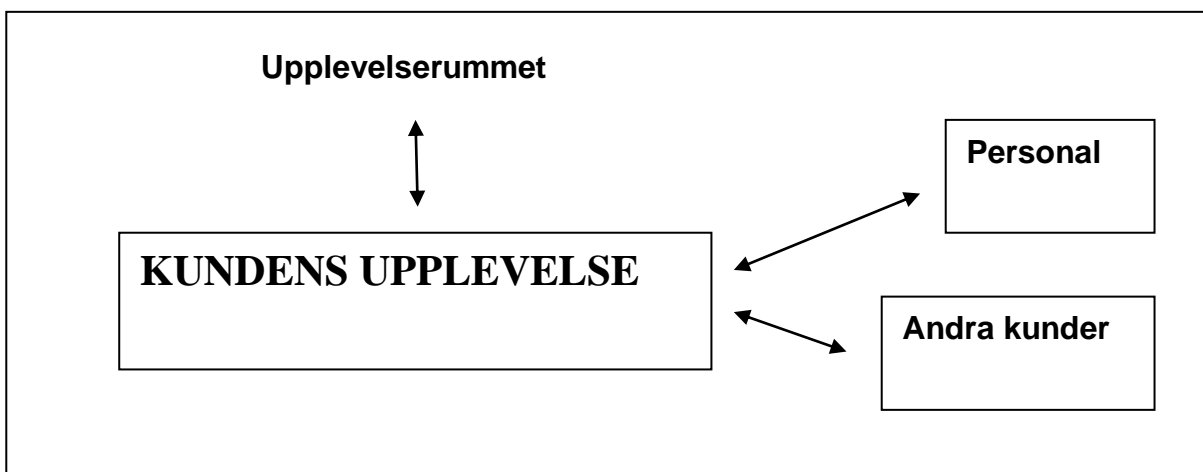 Upplevelserummet
Personal
KUNDENS UPPLEVELSE
Andra kunder